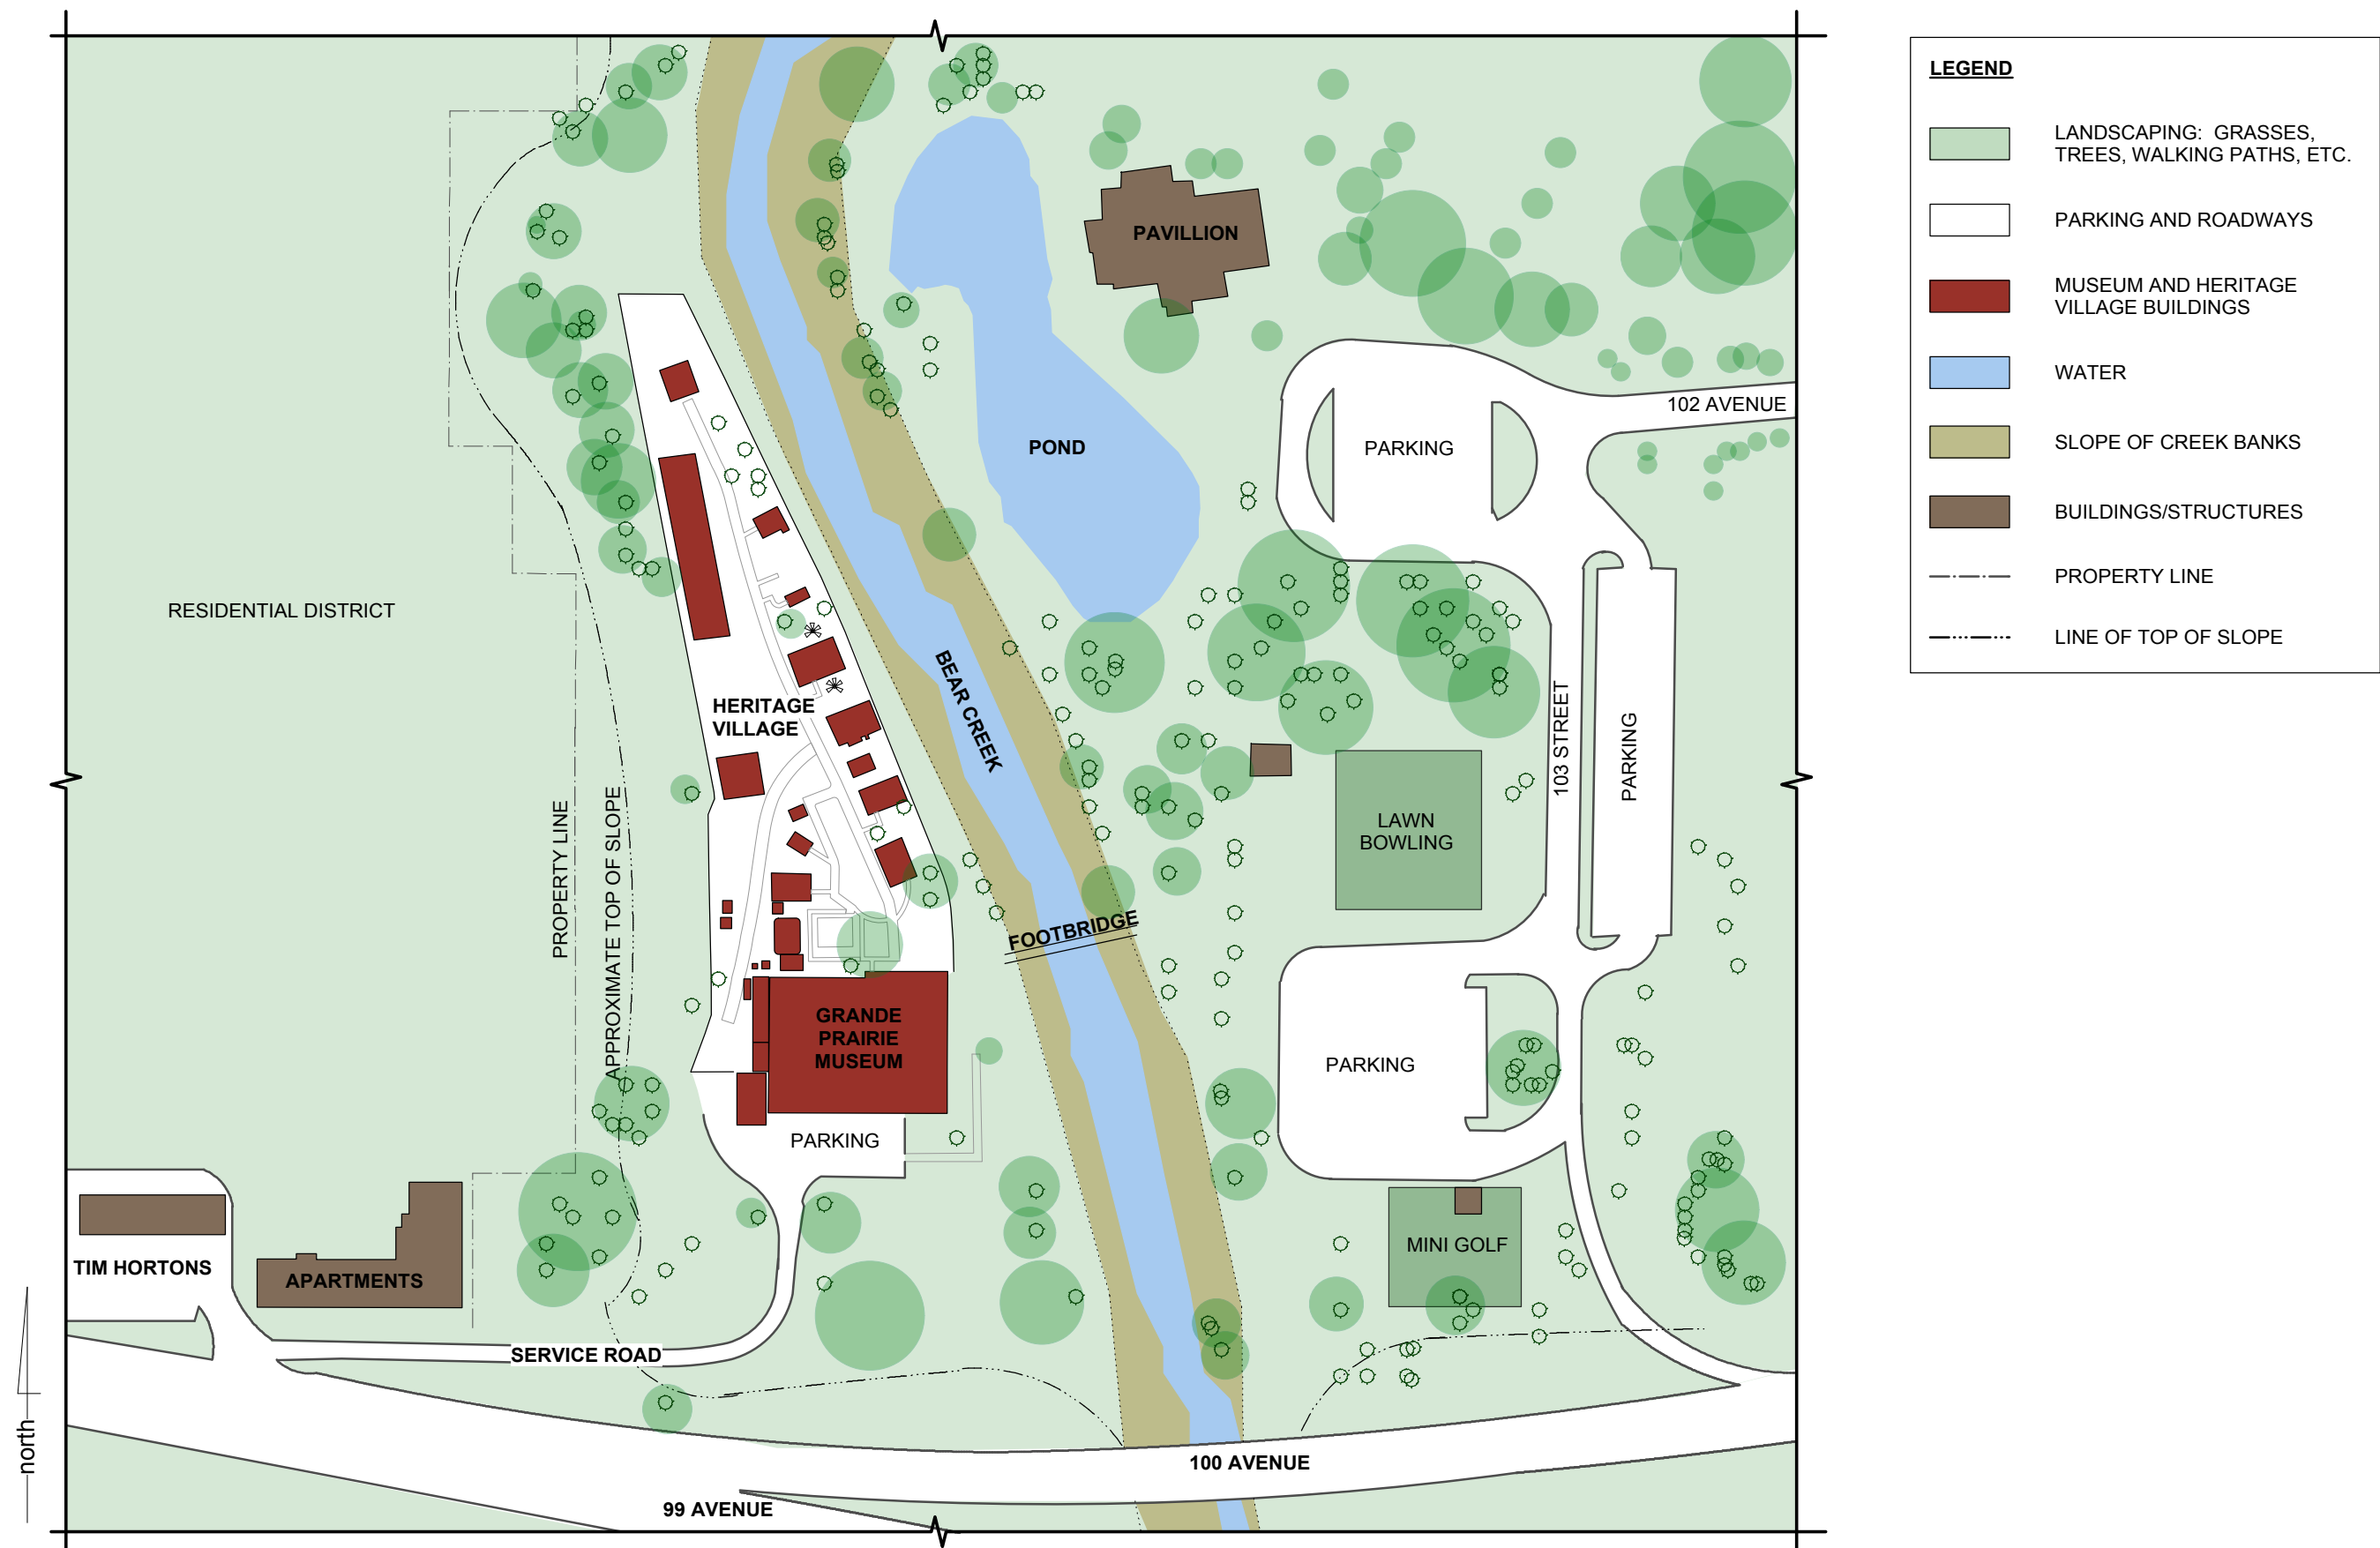 LEGEND
LANDSCAPING: GRASSES,
TREES, WALKING PATHS, ETC.
PARKING AND ROADWAYS
MUSEUM AND HERITAGE
VILLAGE BUILDINGS
WATER
SLOPE OF CREEK BANKS
BUILDINGS/STRUCTURES
PROPERTY LINE
LINE OF TOP OF SLOPE
PAVILLION
102 AVENUE
POND
PARKING
RESIDENTIAL DISTRICT
BEAR CREEK
HERITAGE
VILLAGE
103 STREET
PARKING
LAWN
BOWLING
PROPERTY LINE
APPROXIMATE TOP OF SLOPE
FOOTBRIDGE
GRANDE
PRAIRIE
MUSEUM
PARKING
PARKING
MINI GOLF
TIM HORTONS
APARTMENTS
SERVICE ROAD
north
100 AVENUE
99 AVENUE